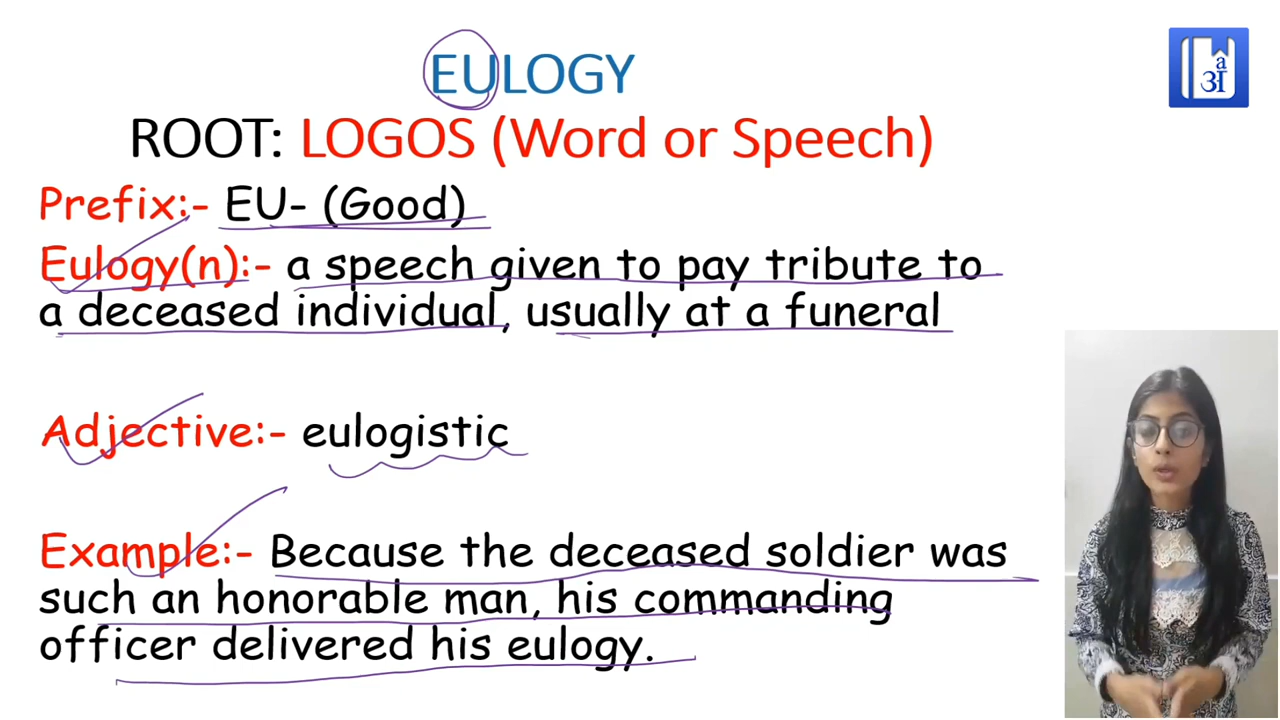 EULOGY
ROOT: LOGOS (Word or Speech)
Prefix:- EU- (Good)
Eulogy(n):- a speech given to pay tribute to
a deceased individual, usually at a funeral
Adjective:- eulogistic
Example:- Because the deceased soldier was
such an honorable man, his commanding
officer delivered his eulogy.
a
अ